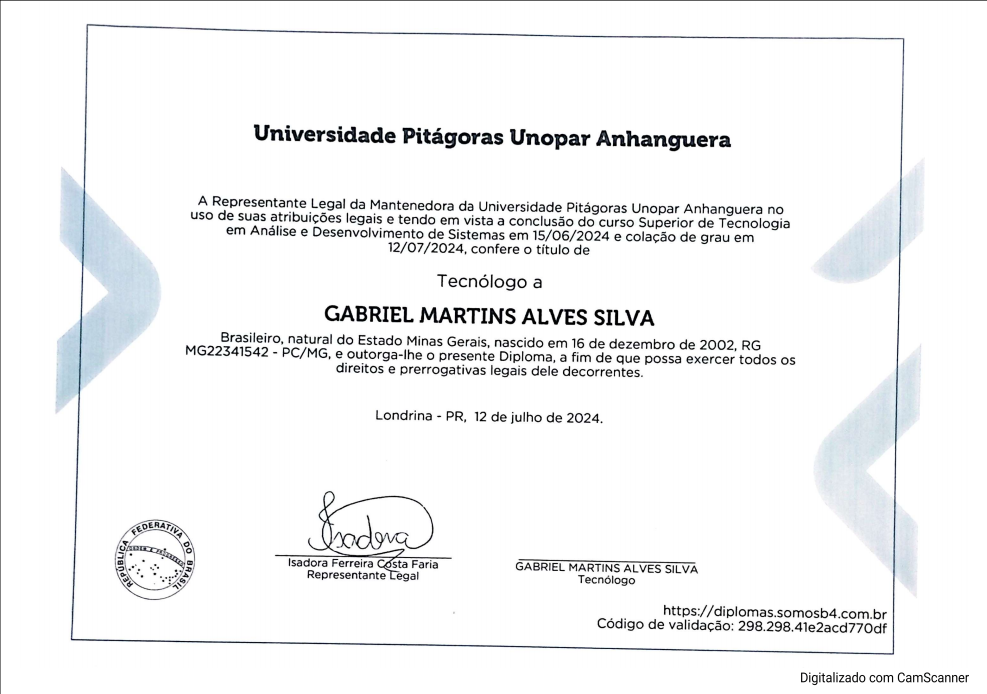 Universidade Pitágoras Unopar Anhanguera
A Representante Legal da Mantenedora da Universidade Pitágoras Unopar Anhanguera no
uso de suas atribuições legais e tendo em vista a conclusão do curso Superior de Tecnologia
em Análise e Desenvolvimento de Sistemas em 15/06/2024 e colação de grau em
12/07/2024, confere o título de
Tecnólogo a
GABRIEL MARTINS ALVES SILVA
Brasileiro, natural do Estado Minas Gerais, nascido em 16 de dezembro de 2002, RG
MG22341542 - PC/MG, e outorga-lhe o presente Diploma, a fim de que possa exercer todos os
direitos e prerrogativas legais dele decorrentes.
Londrina - PR, 12 de julho de 2024.
Isadora
Isadora Ferreira Costa Faria
Representante Legal
GABRIEL MARTINS ALVES SILVA
Tecnólogo
REPÚBLICA FEDERATIVA DO BRASIL
ORDEM E PROGRESSO
https://diplomas.somosb4.com.br
Código de validação: 298.298.41e2acd770df
Digitalizado com CamScanner